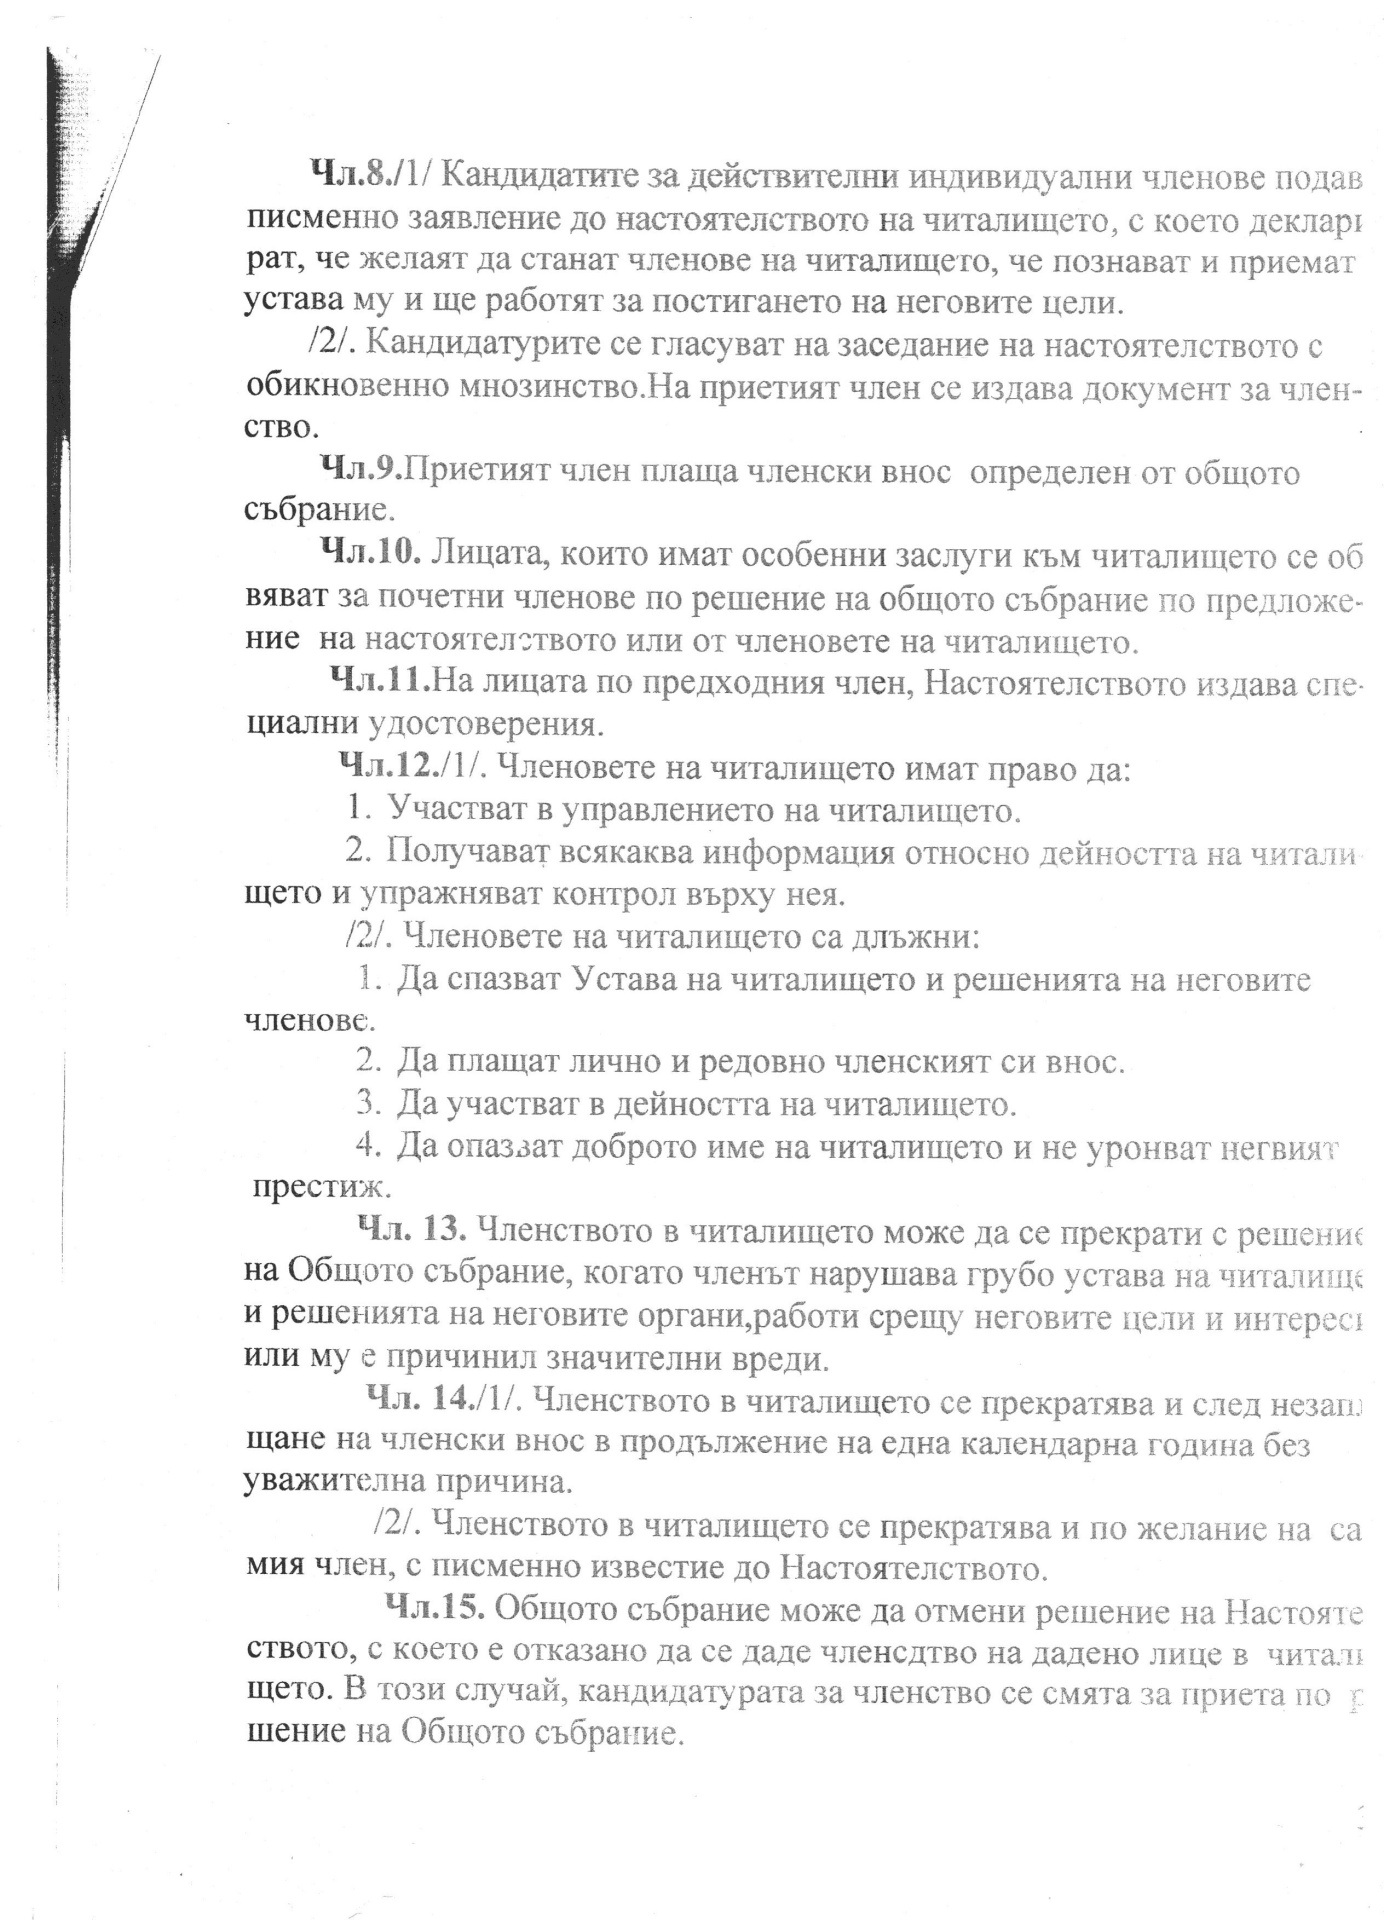 Чл.8./1/ Кандидатите за действителни индивидуални членове подав
писменно заявление до настоятелството на читалището, с което деклари
рат, че желаят да станат членове на читалището, че познават и приемат
устава му и ще работят за постигането на неговите цели.
/2/. Кандидатурите се гласуват на заседание на настоятелството с
обикновенно мнозинство.На приетият член се издава документ за член-
ство.
Чл.9.Приетият член плаща членски внос определен от общото
събрание.
Чл.10. Лицата, които имат особенни заслуги към читалището се об
вяват за почетни членове по решение на общото събрание по предложе-
ние на настоятелството или от членовете на читалището.
Чл.11.На лицата по предходния член, Настоятелството издава спе-
циални удостоверения.
Чл.12./1/. Членовете на читалището имат право да:
1. Участват в управлението на читалището.
2. Получават всякаква информация относно дейността на читали-
щето и упражняват контрол върху нея.
/2/. Членовете на читалището са длъжни:
1. Да спазват Устава на читалището и решенията на неговите
членове.
2. Да плащат лично и редовно членският си внос.
3. Да участват в дейността на читалището.
4. Да опазват доброто име на читалището и не уронват негвият
престиж.
Чл. 13. Членството в читалището може да се прекрати с решение
на Общото събрание, когато членът нарушава грубо устава на читалище
и решенията на неговите органи,работи срещу неговите цели и интереси
или му е причинил значителни вреди.
Чл. 14./1/. Членството в читалището се прекратява и след незапл
щане на членски внос в продължение на една календарна година без
уважителна причина.
/2/. Членството в читалището се прекратява и по желание на са
мия член, с писменно известие до Настоятелството.
Чл.15. Общото събрание може да отмени решение на Настояте
ството, с което е отказано да се даде членсдтво на дадено лице в читали
щето. В този случай, кандидатурата за членство се смята за приета по р
шение на Общото събрание.